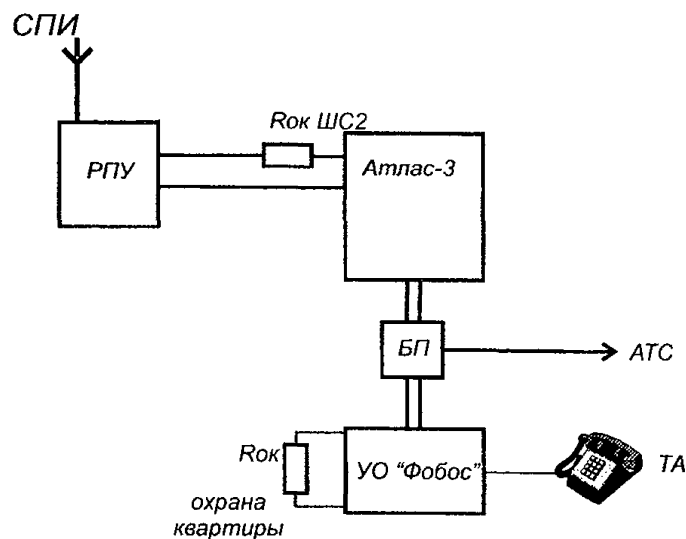 СПИ
Rок ШС2
РПУ
Атлас-3
БП
АТС
Rок
УО "Фобос"
ТА
охрана
квартиры